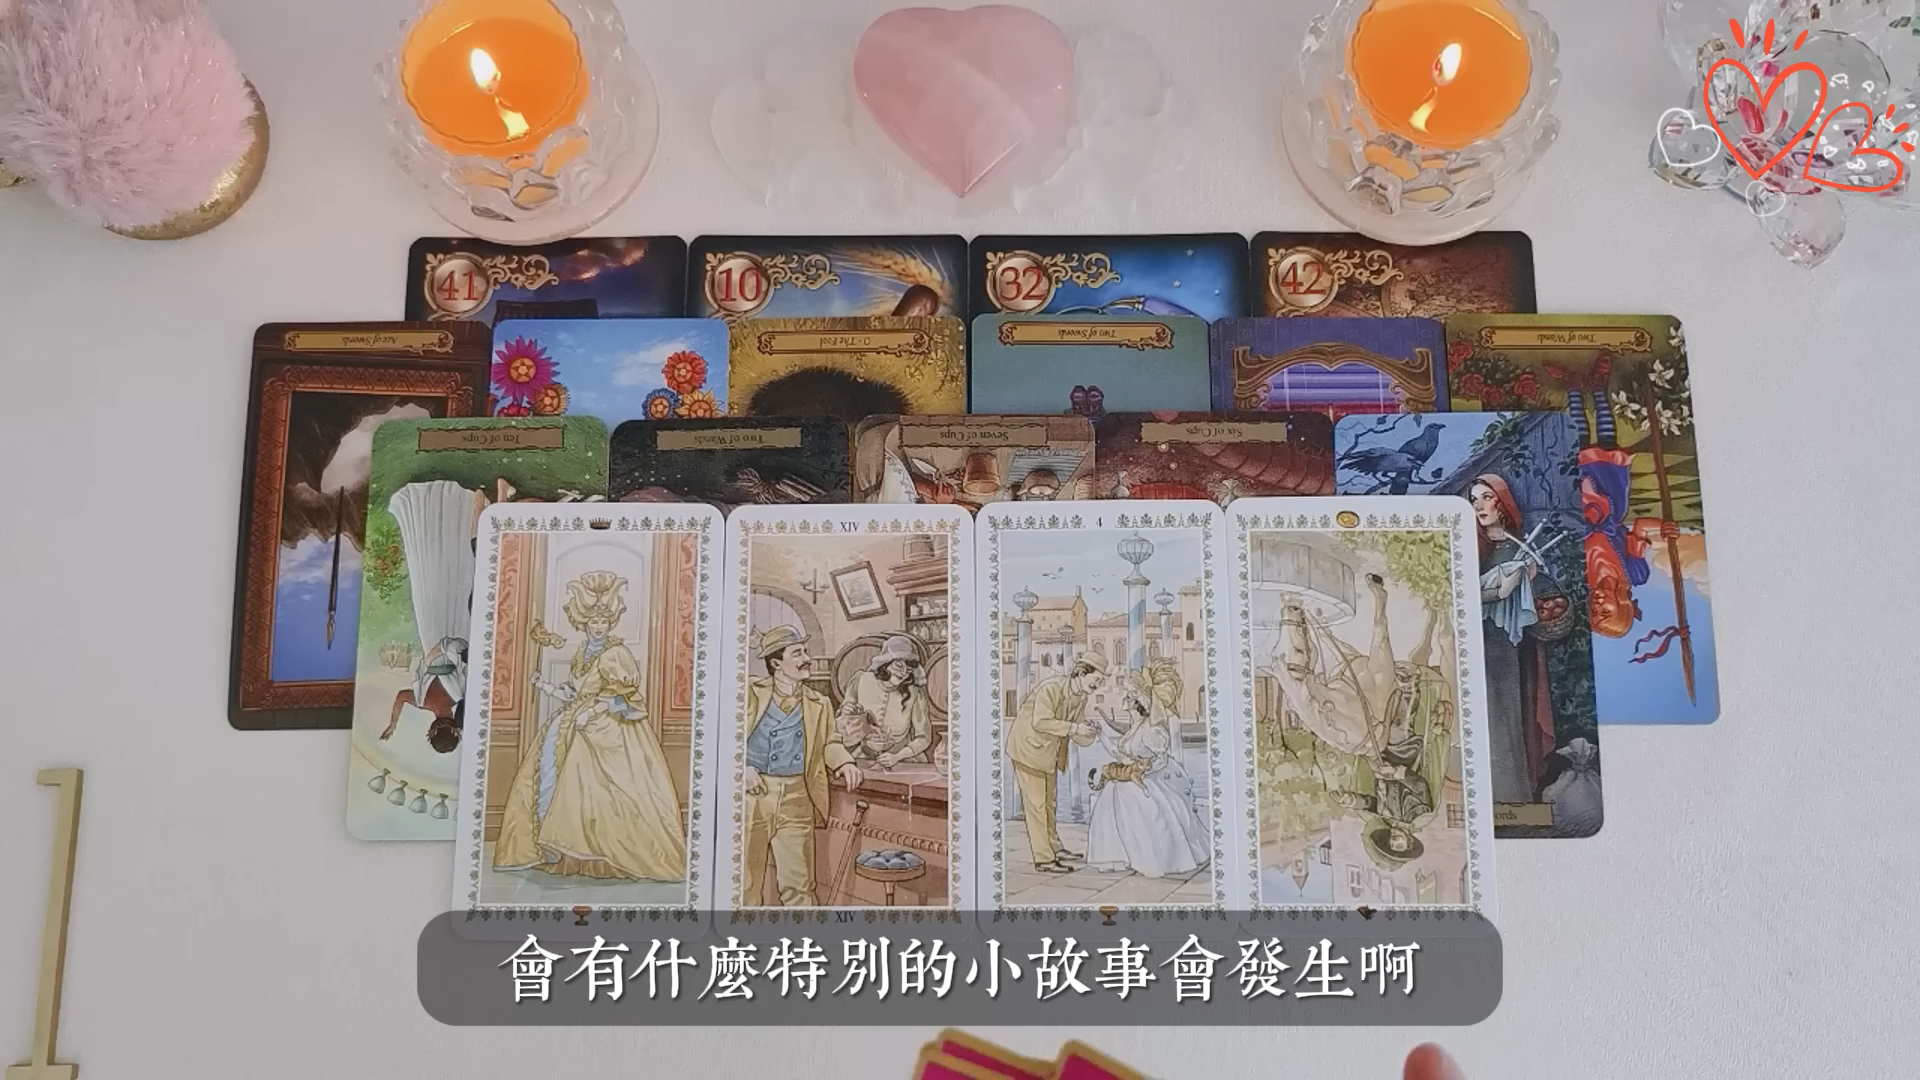 41
10
32
42
Ace of Swords
0 · The Fool
Two of Swords
Two of Wands
Ten of Cups
Two of Wands
Seven of Cups
Six of Cups
XIV
4
ords
XIV
1
會有什麼特別的小故事會發生啊